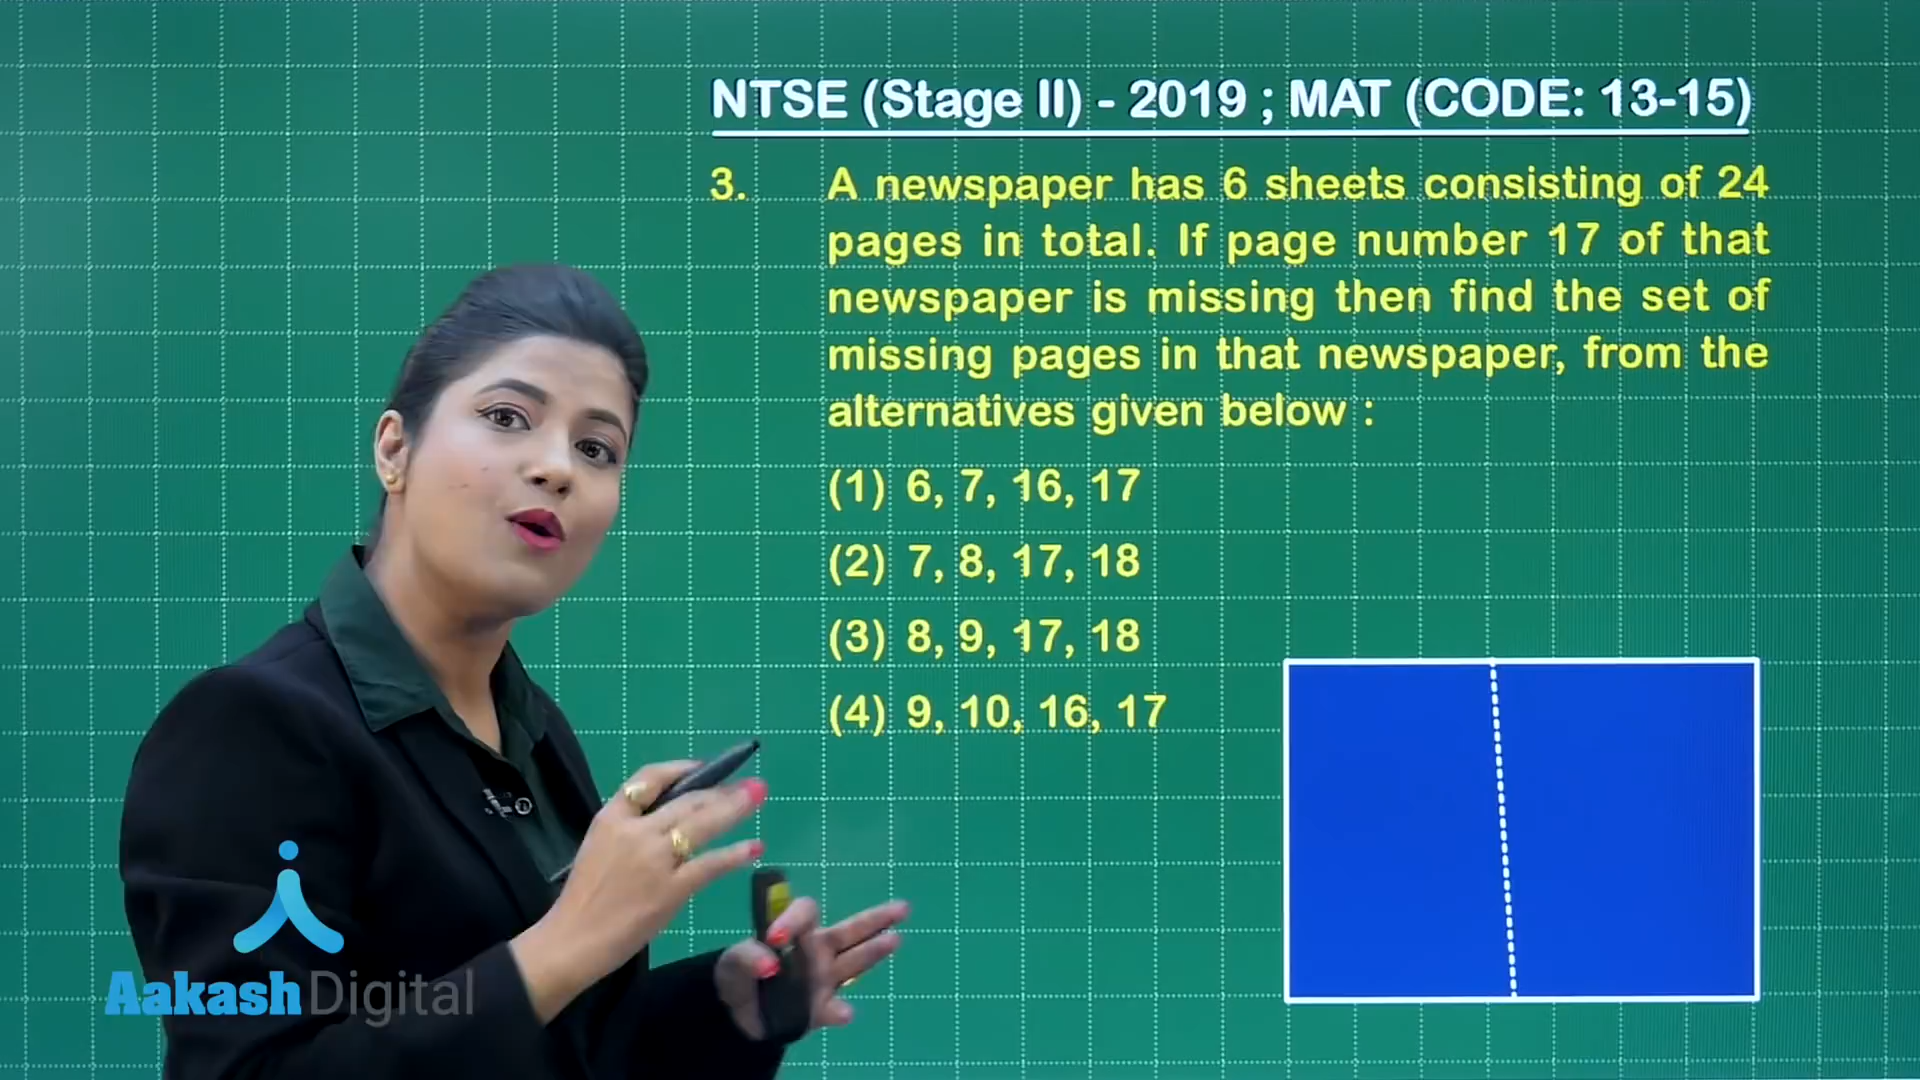 NTSE (Stage II) - 2019 ; MAT (CODE: 13-15)
3. A newspaper has 6 sheets consisting of 24
pages in total. If page number 17 of that
newspaper is missing then find the set of
missing pages in that newspaper, from the
alternatives given below :
(1) 6, 7, 16, 17
(2) 7, 8, 17, 18
(3) 8, 9, 17, 18
(4) 9, 10, 16, 17
Aakash Digital